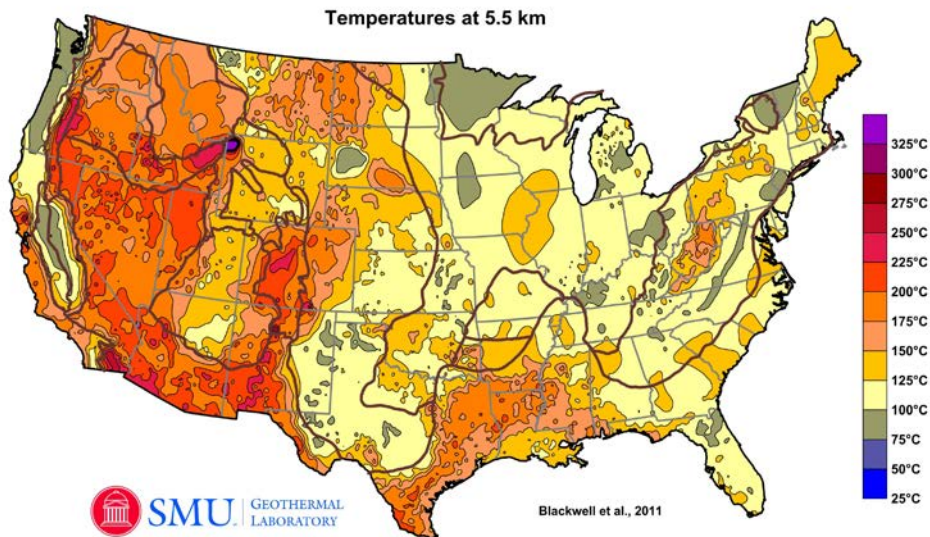 Temperatures at 5.5 km
325°C
300°C
275°C
250°C
225°C
200°C
175°C
150°C
125°C
100°C
75°C
50°C
25°C
SMU
GEOTHERMAL
LABORATORY
Blackwell et al., 2011